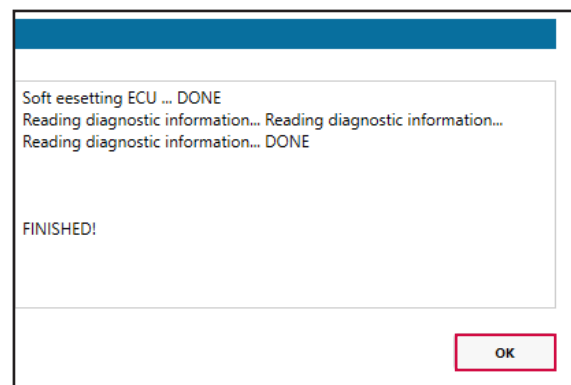 Soft eesetting ECU ... DONE
Reading diagnostic information... Reading diagnostic information...
Reading diagnostic information... DONE
FINISHED!
OK